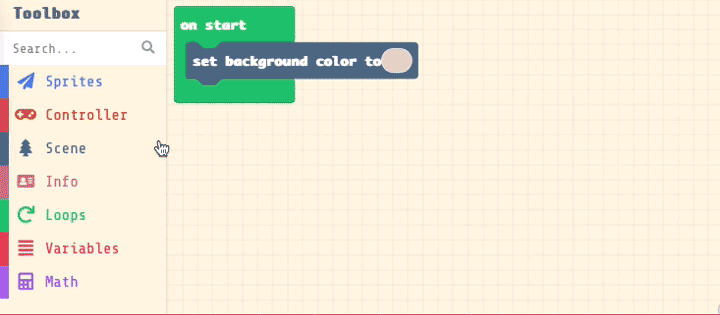 Toolbox
Search...
Sprites
Controller
Scene
Info
Loops
Variables
Math
on start
set background color to